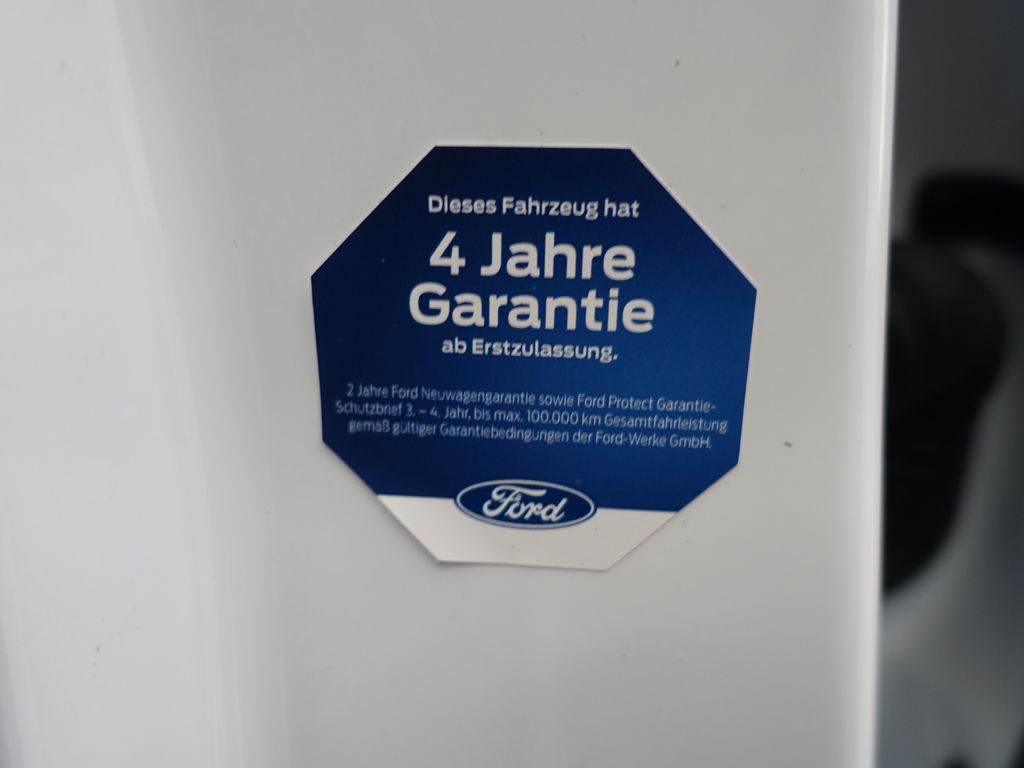 Dieses Fahrzeug hat
4 Jahre
Garantie
ab Erstzulassung.
2 Jahre Ford Neuwagengarantie sowie Ford Protect Garantie-
Schutzbrief 3. – 4. Jahr, bis max. 100.000 km Gesamtfahrleistung
gemäß gültiger Garantiebedingungen der Ford-Werke GmbH.
Ford